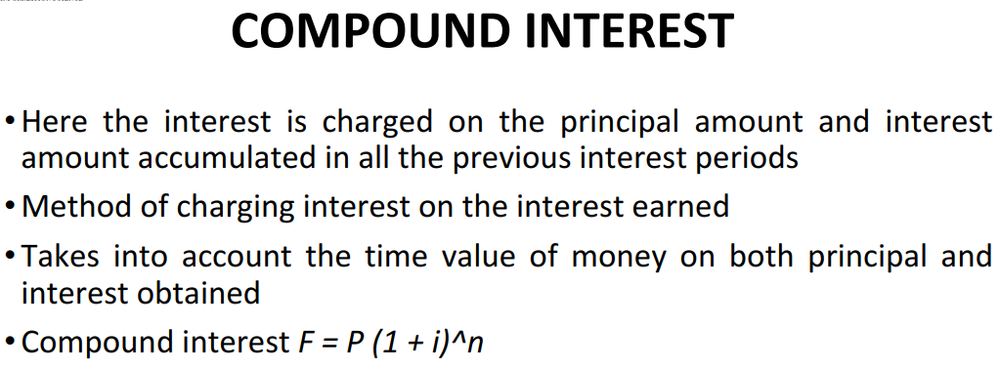 COMPOUND INTEREST
• Here the interest is charged on the principal amount and interest
amount accumulated in all the previous interest periods
• Method of charging interest on the interest earned
• Takes into account the time value of money on both principal and
interest obtained
• Compound interest F = P (1 + i)^n